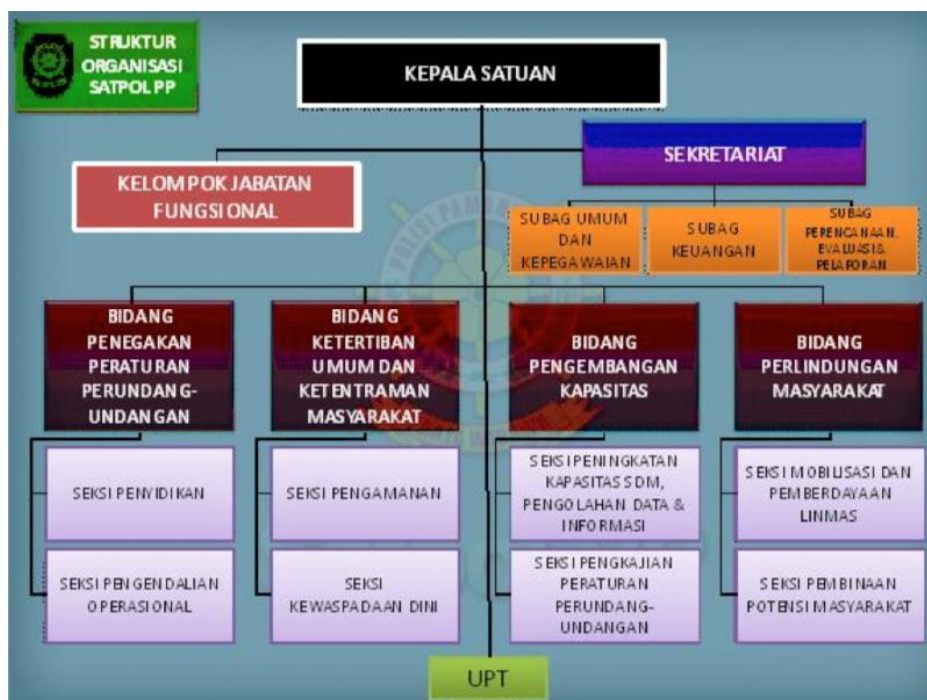 STRUKTUR
ORGANISASI
SATPOL PP
KEPALA SATUAN
SEKRETARIAT
KELOMPOK JABATAN
FUNGSIONAL
SUBAG UMUM
DAN
KEPEGAWAIAN
SUBAG
KEUANGAN
SUBAG
PERENCANAAN,
EVALUASI &
PELAPORAN
BIDANG
PENEGAKAN
PERATURAN
PERUNDANG-
UNDANGAN
BIDANG
KETERTIBAN
UMUM DAN
KETENTRAMAN
MASYARAKAT
BIDANG
PENGEMBANGAN
KAPASITAS
BIDANG
PERLINDUNGAN
MASYARAKAT
SEKSI PENYIDIKAN
SEKSI PENGAMANAN
SEKSI PENINGKATAN
KAPASITAS SDM,
PENGOLAHAN DATA &
INFORMASI
SEKSI MOBILISASI DAN
PEMBERDAYAAN
LINMAS
SEKSI PENGENDALIAN
OPERASIONAL
SEKSI
KEWASPADAAN DINI
SEKSI PENGKAJIAN
PERATURAN
PERUNDANG-
UNDANGAN
SEKSI PEMBINAAN
POTENSI MASYARAKAT
UPT